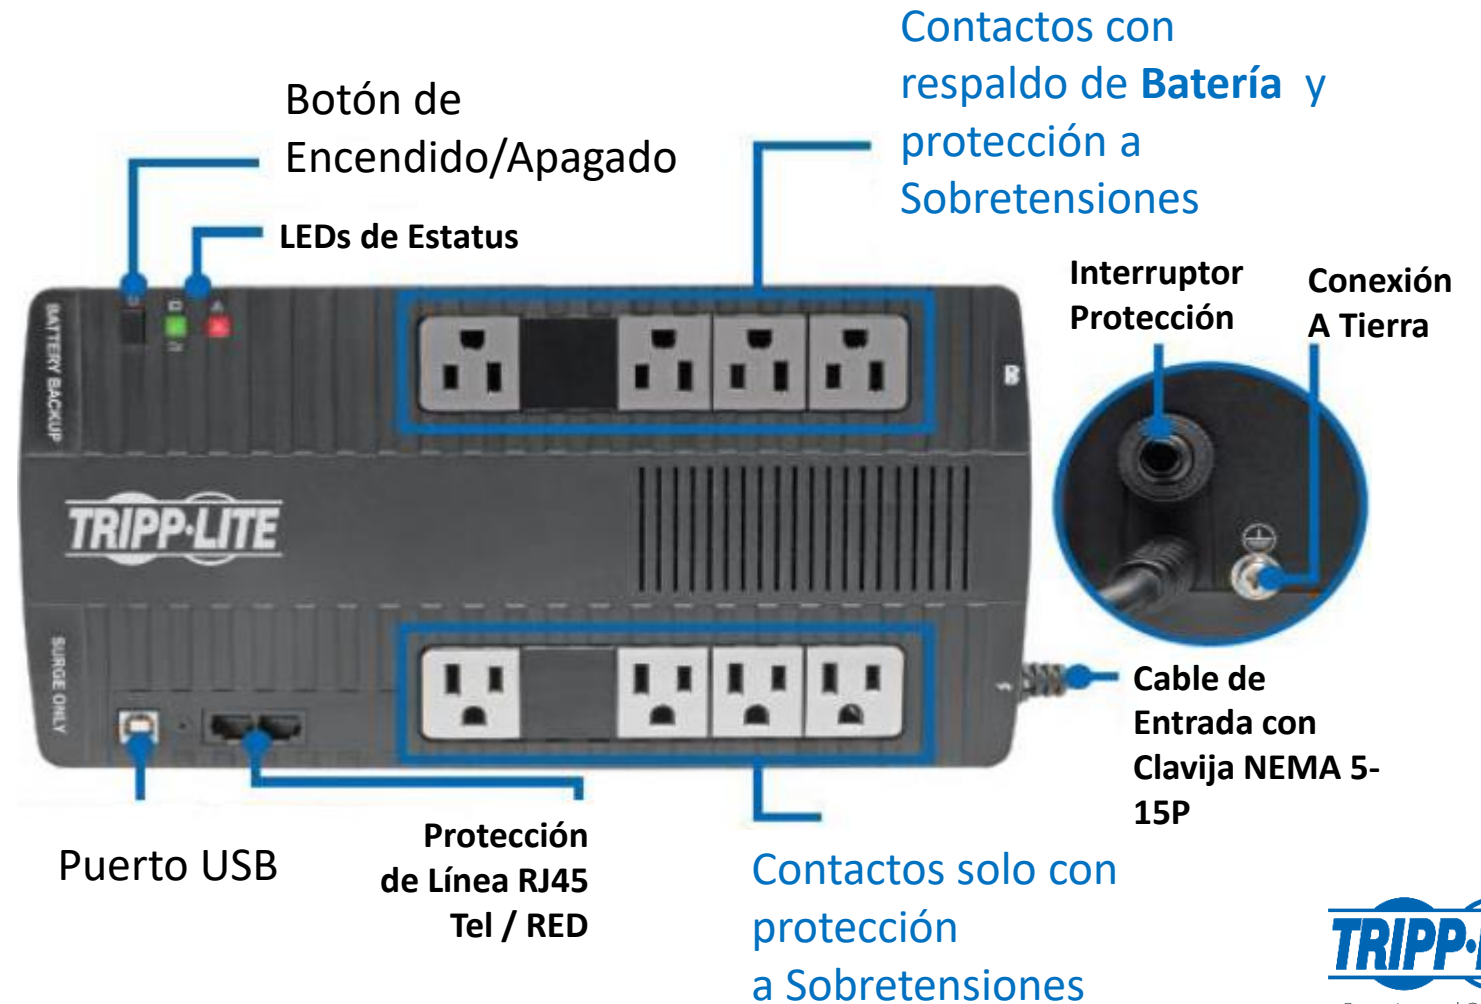 Contactos con
respaldo de Batería y
protección a
Sobretensiones
Botón de
Encendido/Apagado
LEDs de Estatus
Interruptor
Protección
Conexión
A Tierra
BATTERY BACKUP
TRIPP·LITE
SURGE ONLY
Cable de
Entrada con
Clavija NEMA 5-
15P
Puerto USB
Protección
de Línea RJ45
Tel / RED
Contactos solo con
protección
a Sobretensiones
TRIPP·